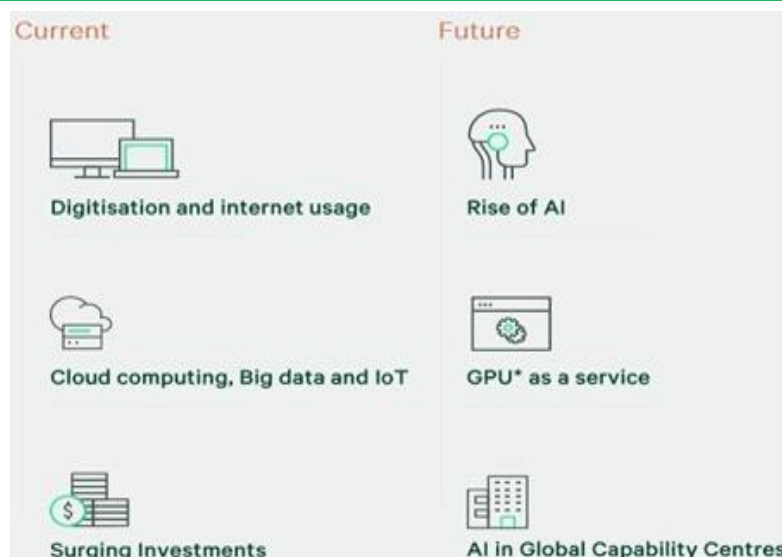 Current
Future
Digitisation and internet usage
Rise of AI
Cloud computing, Big data and IoT
GPU* as a service
Surging Investments
AI in Global Capability Centres